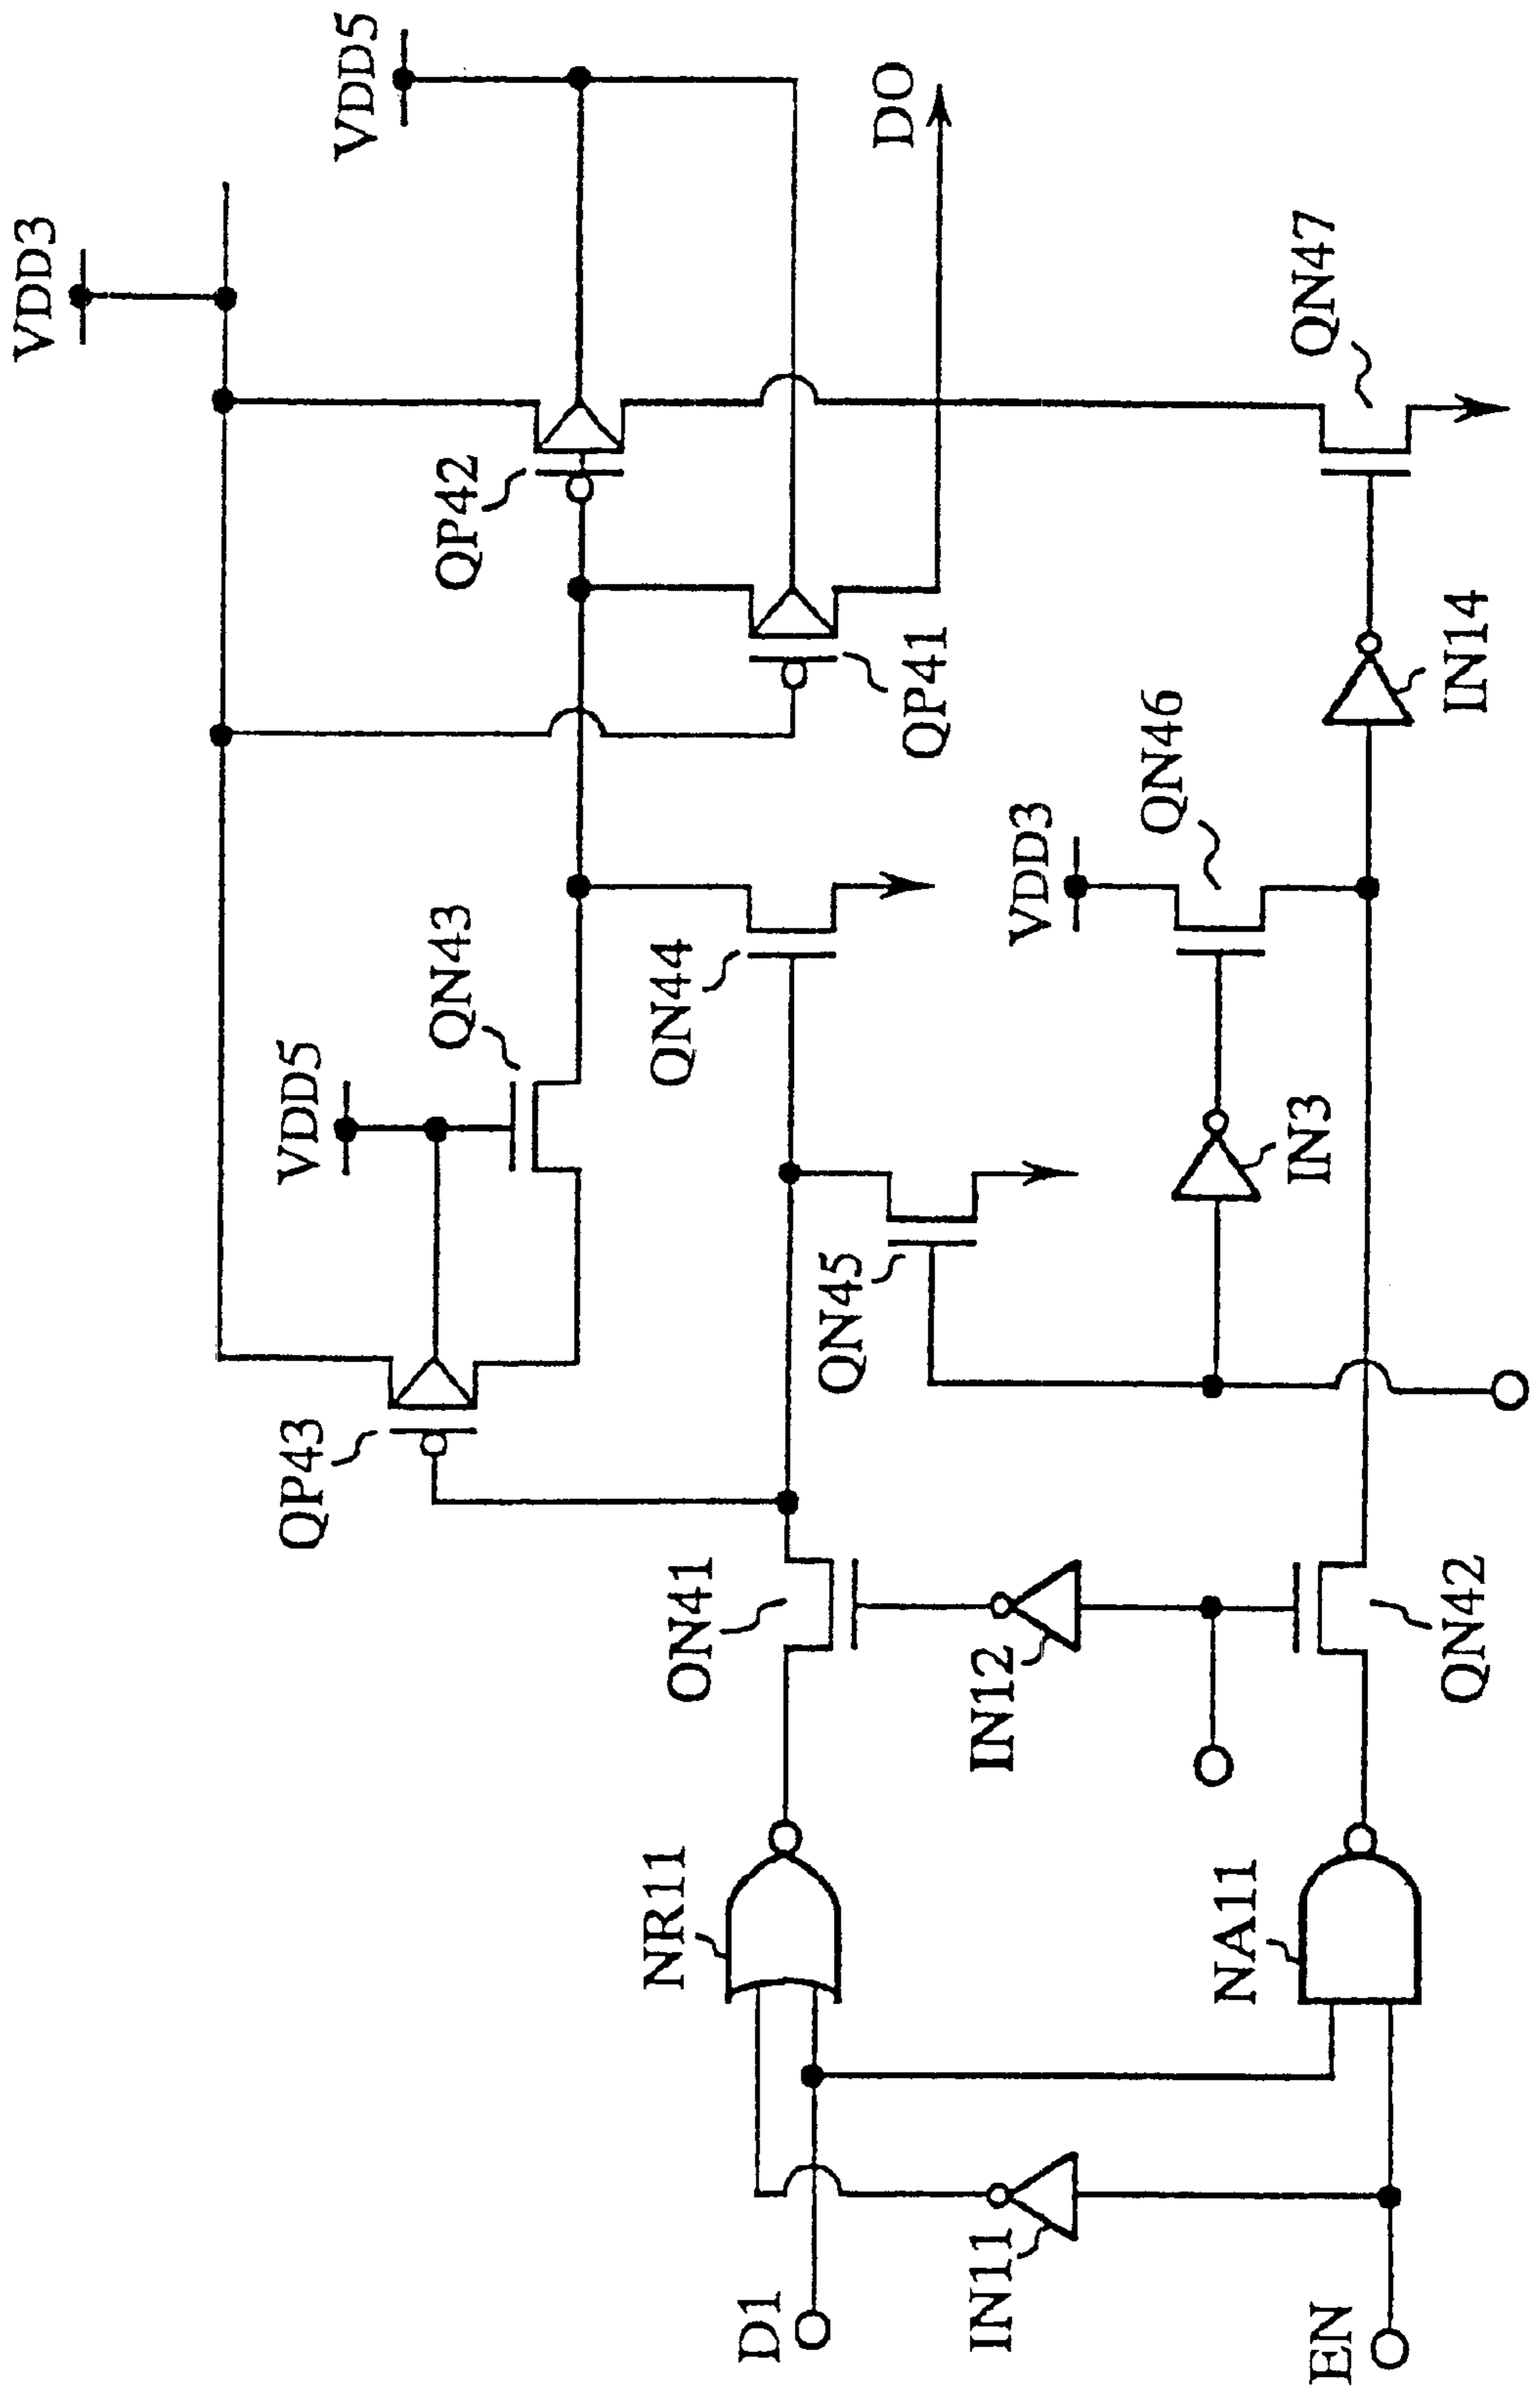 VDD3
VDD5
VDD5
QP43
QN43
QP42
DO
ON41
QN44
QP41
NR11
QN45
VDD3
QN46
QN47
D1
IN11
IN12
IN3
IN14
NA11
QN42
EN